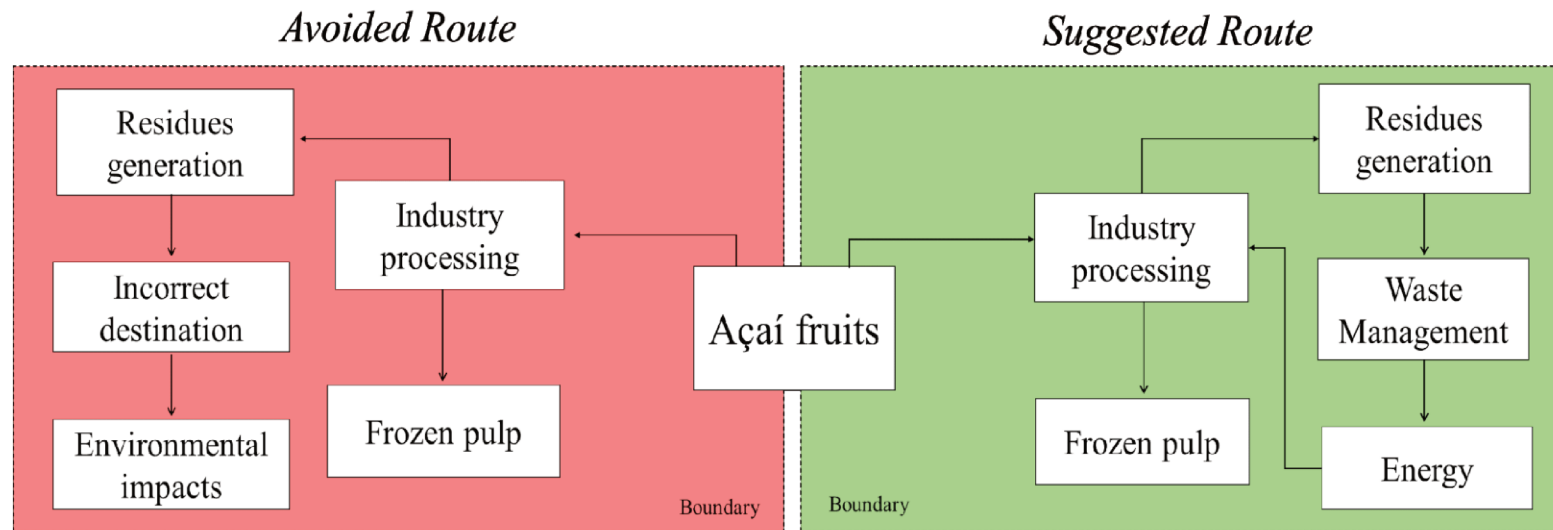 Avoided Route
Residues
generation
Industry
processing
Incorrect
destination
Frozen pulp
Environmental
impacts
Boundary
Açaí fruits
Suggested Route
Residues
generation
Industry
processing
Waste
Management
Frozen pulp
Energy
Boundary